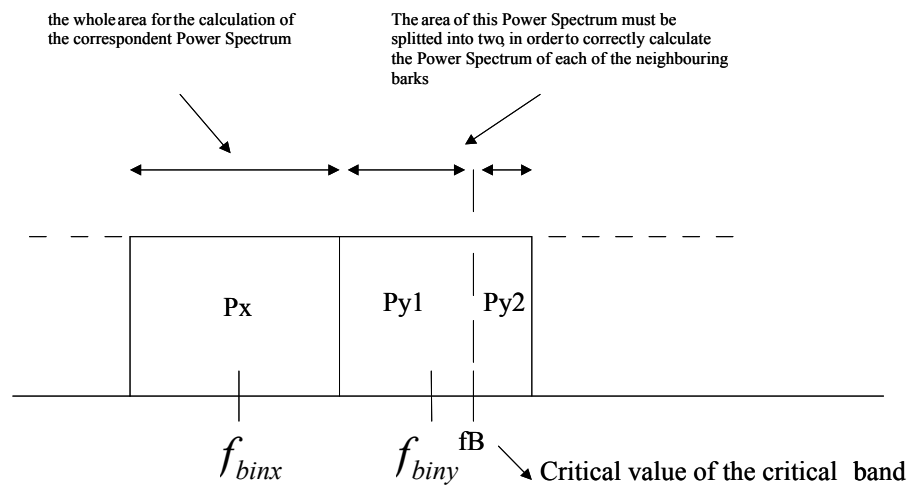 the whole area for the calculation of
the correspondent Power Spectrum
The area of this Power Spectrum must be
splitted into two, in order to correctly calculate
the Power Spectrum of each of the neighbouring
barks
Px
Py1
Py2
f binx
f biny
fB
Critical value of the critical band